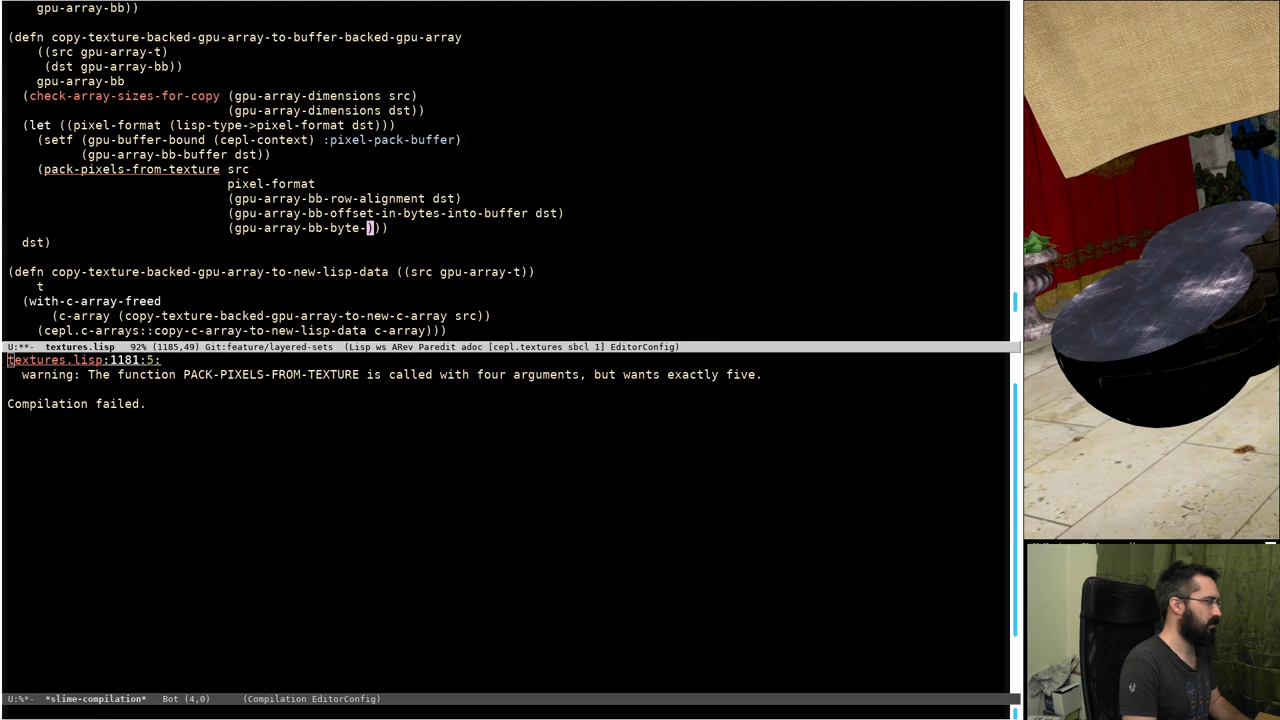 gpu-array-bb))
(defn copy-texture-backed-gpu-array-to-buffer-backed-gpu-array
    ((src gpu-array-t)
     (dst gpu-array-bb))
    gpu-array-bb
  (check-array-sizes-for-copy (gpu-array-dimensions src)
                              (gpu-array-dimensions dst))
  (let ((pixel-format (lisp-type->pixel-format dst)))
    (setf (gpu-buffer-bound (cepl-context) :pixel-pack-buffer)
          (gpu-array-bb-buffer dst))
    (pack-pixels-from-texture src
                              pixel-format
                              (gpu-array-bb-row-alignment dst)
                              (gpu-array-bb-offset-in-bytes-into-buffer dst)
                              (gpu-array-bb-byte-)))
  dst)
(defn copy-texture-backed-gpu-array-to-new-lisp-data ((src gpu-array-t))
    t
  (with-c-array-freed
      (c-array (copy-texture-backed-gpu-array-to-new-c-array src))
    (cepl.c-arrays::copy-c-array-to-new-lisp-data c-array)))
U:**-  textures.lisp   92% (1185,49) Git:feature/layered-sets  (Lisp ws ARev Paredit adoc [cepl.textures sbcl 1] EditorConfig)
textures.lisp:1181:5:
  warning: The function PACK-PIXELS-FROM-TEXTURE is called with four arguments, but wants exactly five.
Compilation failed.
U:%*-  *slime-compilation*   Bot (4,0)     (Compilation EditorConfig)